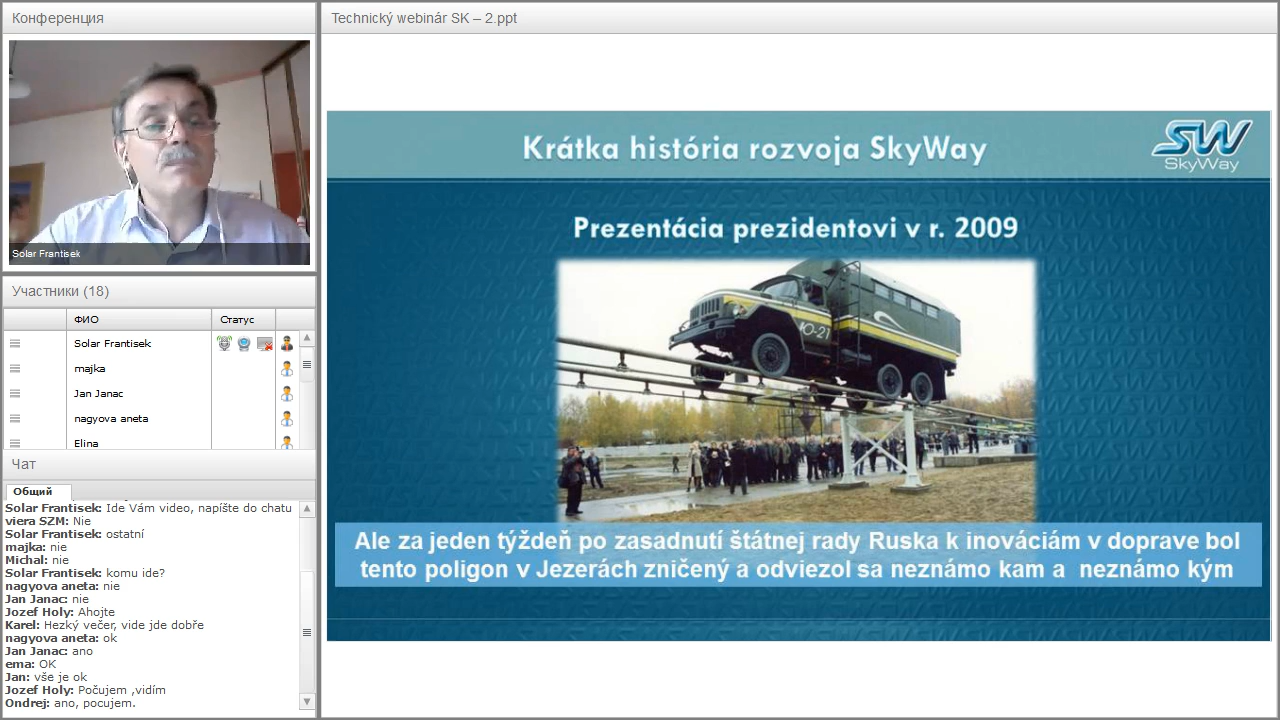 Конференция
Solar Frantisek
Участники (18)
ФИО
Статус
Solar Frantisek
majka
Jan Janac
nagyova aneta
Elina
Чат
Общий
Solar Frantisek: Ide Vám video, napíšte do chatu
viera SZM: Nie
Solar Frantisek: ostatní
majka: nie
Michal: nie
Solar Frantisek: komu ide?
nagyova aneta: nie
Jan Janac: nie
Jozef Holy: Ahojte
Karel: Hezký večer, vide jde dobře
nagyova aneta: ok
Jan Janac: ano
ema: OK
Jan: vše je ok
Jozef Holy: Počujem ,vidím
Ondrej: ano, pocujem.
Technický webinár SK – 2.ppt
Krátka história rozvoja SkyWay
SW
SkyWay
Prezentácia prezidentovi v r. 2009
Ю-21
Ale za jeden týždeň po zasadnutí štátnej rady Ruska k inováciám v doprave bol
tento poligon v Jezerách zničený a odviezol sa neznámo kam a neznámo kým